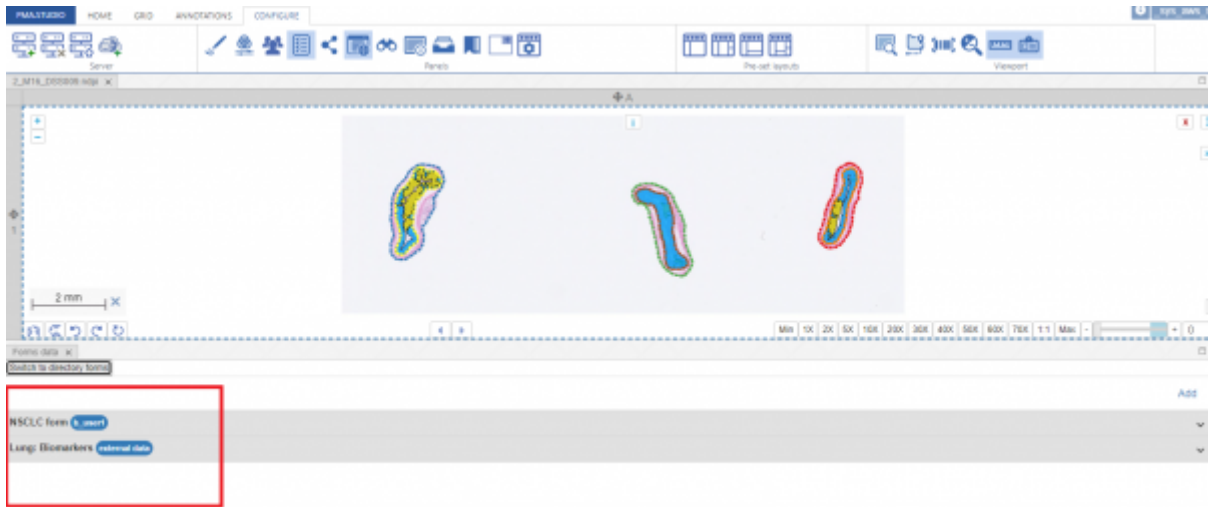 PMA.STUDIO HOME GRID ANNOTATIONS CONFIGURE
Server Panels Pre-set layouts Viewport
A
1
2 mm
Min 1X 2X 5X 10X 20X 30X 40X 50X 60X 70X 1:1 Max - + 0
Forms data
Switch to directory forms
Add
NSCLC form
Lung: Biomarkers external data